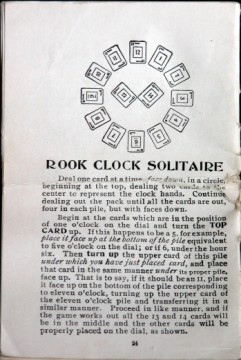 ROOK CLOCK SOLITAIRE
Deal one card at a time, face down, in a circle,
beginning at the top, dealing two cards to the
center to represent the clock hands. Continue
dealing out the pack until all the cards are out,
four in each pile, but with faces down.
Begin at the cards which are in the position
of one o'clock on the dial and turn the TOP
CARD up. If this happens to be a 5, for example,
place it face up at the bottom of the pile equivalent
to five o'clock on the dial; or if 6, under the hour
six. Then turn up the upper card of this pile
under which you have just placed card, and place
that card in the same manner under its proper pile,
face up. That is to say, if it should be an 11, place
it face up on the bottom of the pile corresponding
to eleven o'clock, turning up the upper card of
the eleven o'clock pile and transferring it in a
similar manner. Proceed in like manner, and if
the game works out all the 13 and 14 cards will
be in the middle and the other cards will be
properly placed on the dial, as shown.
24